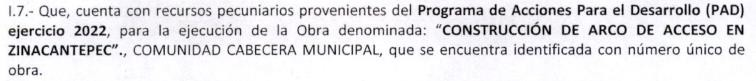 I.7.- Que, cuenta con recursos pecuniarios provenientes del Programa de Acciones Para el Desarrollo (PAD)
ejercicio 2022, para la ejecución de la Obra denominada: “CONSTRUCCIÓN DE ARCO DE ACCESO EN
ZINACANTEPEC”., COMUNIDAD CABECERA MUNICIPAL, que se encuentra identificada con número único de
obra.